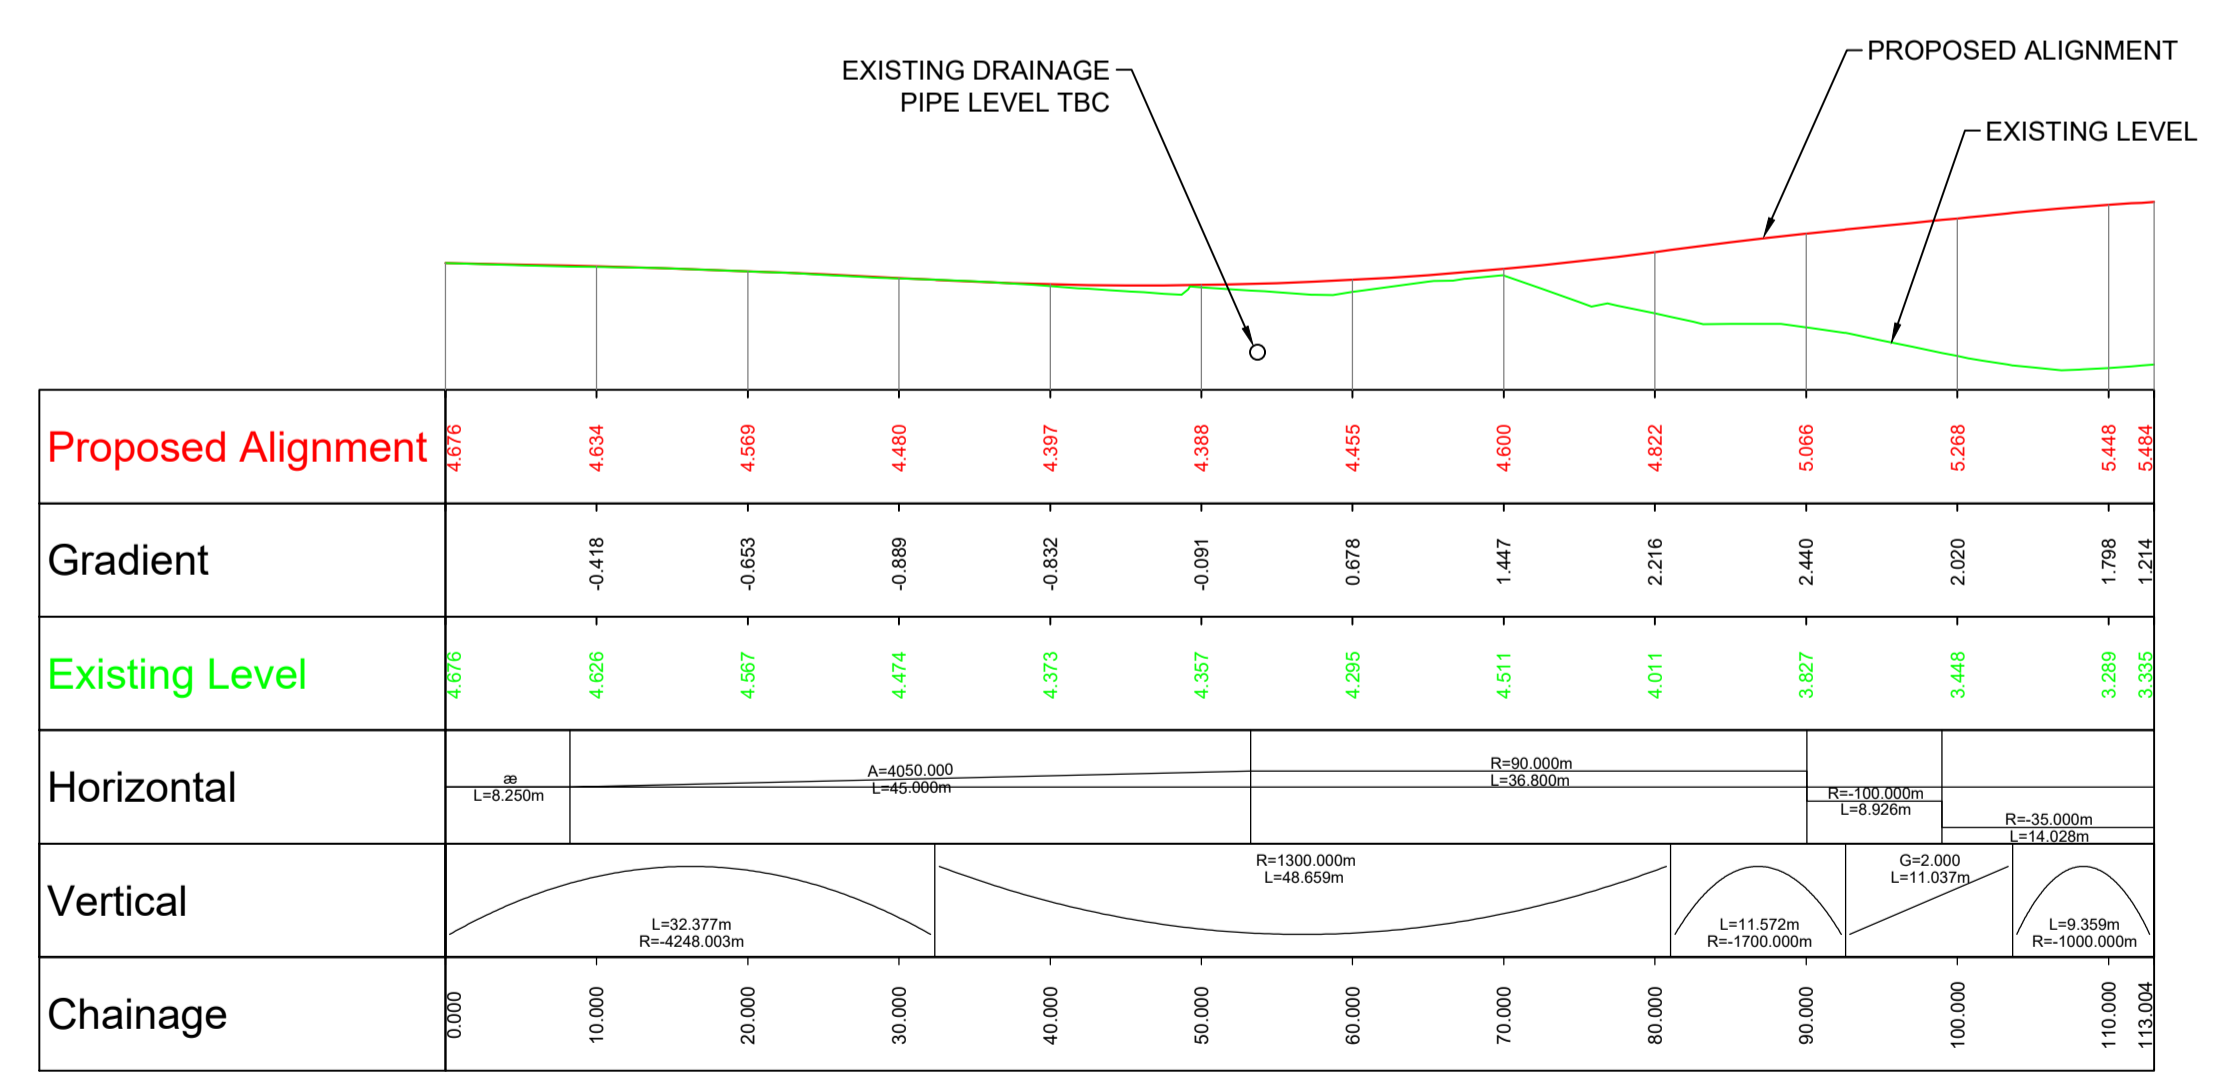 PROPOSED ALIGNMENT
EXISTING DRAINAGE
PIPE LEVEL TBC
EXISTING LEVEL
Proposed Alignment 4.676 4.634 4.569 4.480 4.397 4.388 4.455 4.600 4.822 5.066 5.268 5.448 5.484
Gradient -0.418 -0.653 -0.889 -0.832 -0.091 0.678 1.447 2.216 2.440 2.020 1.798 1.214
Existing Level 4.676 4.626 4.567 4.474 4.373 4.357 4.295 4.511 4.011 3.827 3.448 3.289 3.335
Horizontal
æ
L=8.250m
A=4050.000
L=45.000m
R=90.000m
L=36.800m
R=-100.000m
L=8.926m
R=-35.000m
L=14.028m
Vertical
L=32.377m
R=-4248.003m
R=1300.000m
L=48.659m
L=11.572m
R=-1700.000m
G=2.000
L=11.037m
L=9.359m
R=-1000.000m
Chainage 0.000 10.000 20.000 30.000 40.000 50.000 60.000 70.000 80.000 90.000 100.000 110.000 113.004